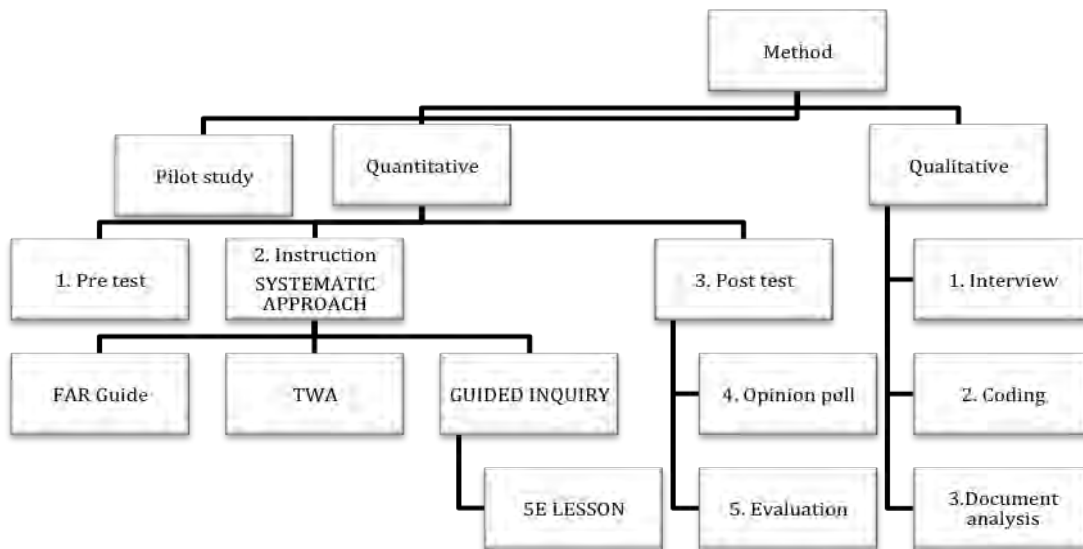 Method
Pilot study
Quantitative
Qualitative
1. Pre test
2. Instruction
SYSTEMATIC
APPROACH
3. Post test
1. Interview
FAR Guide
TWA
GUIDED INQUIRY
4. Opinion poll
2. Coding
5E LESSON
5. Evaluation
3.Document
analysis